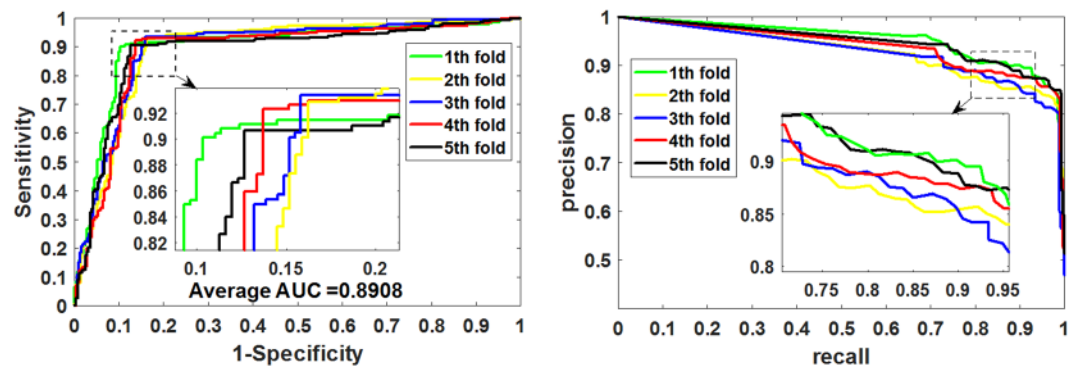 1
0.9
0.8
0.7
0.6
0.5
0.4
0.3
0.2
0.1
0
Sensitivity
1th fold
2th fold
3th fold
4th fold
5th fold
0.92
0.9
0.88
0.86
0.84
0.82
0.1 0.15 0.2
Average AUC =0.8908
0 0.1 0.2 0.3 0.4 0.5 0.6 0.7 0.8 0.9 1
1-Specificity
1
0.9
0.8
0.7
0.6
0.5
precision
1th fold
2th fold
3th fold
4th fold
5th fold
0.9
0.85
0.8
0.75 0.8 0.85 0.9 0.95
0 0.1 0.2 0.3 0.4 0.5 0.6 0.7 0.8 0.9 1
recall